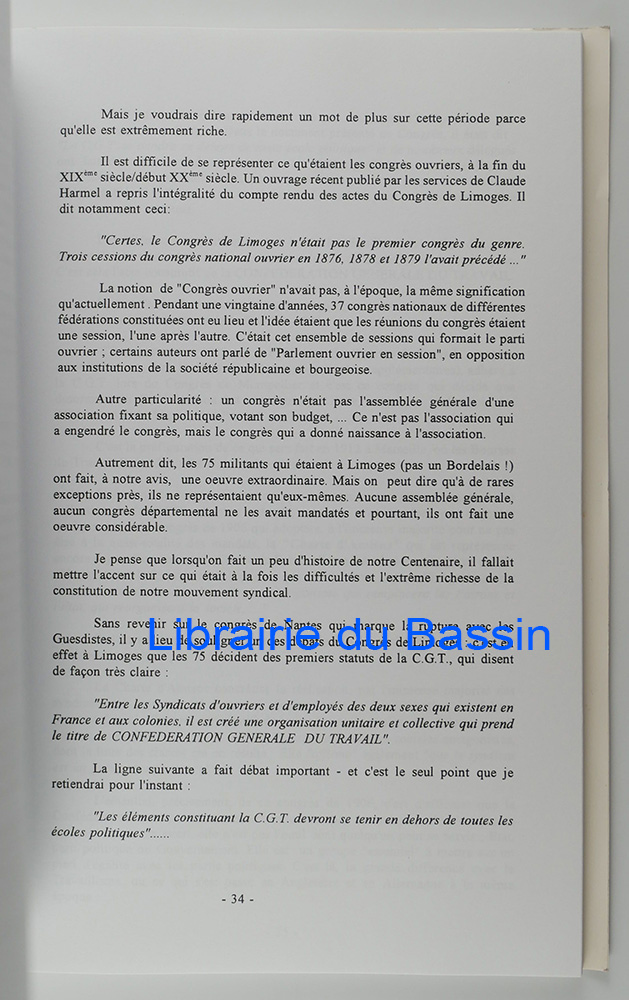 Mais je voudrais dire rapidement un mot de plus sur cette période parce
qu'elle est extrêmement riche.
Il est difficile de se représenter ce qu'étaient les congrès ouvriers, à la fin du
XIXème siècle/début XXème siècle. Un ouvrage récent publié par les services de Claude
Harmel a repris l'intégralité du compte rendu des actes du Congrès de Limoges. Il
dit notamment ceci:
"Certes, le Congrès de Limoges n'était pas le premier congrès du genre.
Trois cessions du congrès national ouvrier en 1876, 1878 et 1879 l'avait précédé ..."
La notion de "Congrès ouvrier" n'avait pas, à l'époque, la même signification
qu'actuellement . Pendant une vingtaine d'années, 37 congrès nationaux de différentes
fédérations constituées ont eu lieu et l'idée étaient que les réunions du congrès étaient
une session, l'une après l'autre. C'était cet ensemble de sessions qui formait le parti
ouvrier ; certains auteurs ont parlé de "Parlement ouvrier en session", en opposition
aux institutions de la société républicaine et bourgeoise.
Autre particularité : un congrès n'était pas l'assemblée générale d'une
association fixant sa politique, votant son budget, ... Ce n'est pas l'association qui
a engendré le congrès, mais le congrès qui a donné naissance à l'association.
Autrement dit, les 75 militants qui étaient à Limoges (pas un Bordelais !)
ont fait, à notre avis, une oeuvre extraordinaire. Mais on peut dire qu'à de rares
exceptions près, ils ne représentaient qu'eux-mêmes. Aucune assemblée générale,
aucun congrès départemental ne les avait mandatés et pourtant, ils ont fait une
oeuvre considérable.
Je pense que lorsqu'on fait un peu d'histoire de notre Centenaire, il fallait
mettre l'accent sur ce qui était à la fois les difficultés et l'extrême richesse de la
constitution de notre mouvement syndical.
Sans revenir sur le congrès de Nantes qui marque la rupture avec les
Guesdistes, il y a lieu de souligner un des débats du Congrès de Limoges : c'est en
Librairie du Bassin
effet à Limoges que les 75 décident des premiers statuts de la C.G.T., qui disent
de façon très claire :
"Entre les Syndicats d'ouvriers et d'employés des deux sexes qui existent en
France et aux colonies, il est créé une organisation unitaire et collective qui prend
le titre de CONFEDERATION GENERALE DU TRAVAIL".
La ligne suivante a fait débat important - et c'est le seul point que je
retiendrai pour l'instant :
"Les éléments constituant la C.G.T. devront se tenir en dehors de toutes les
écoles politiques"......
- 34 -